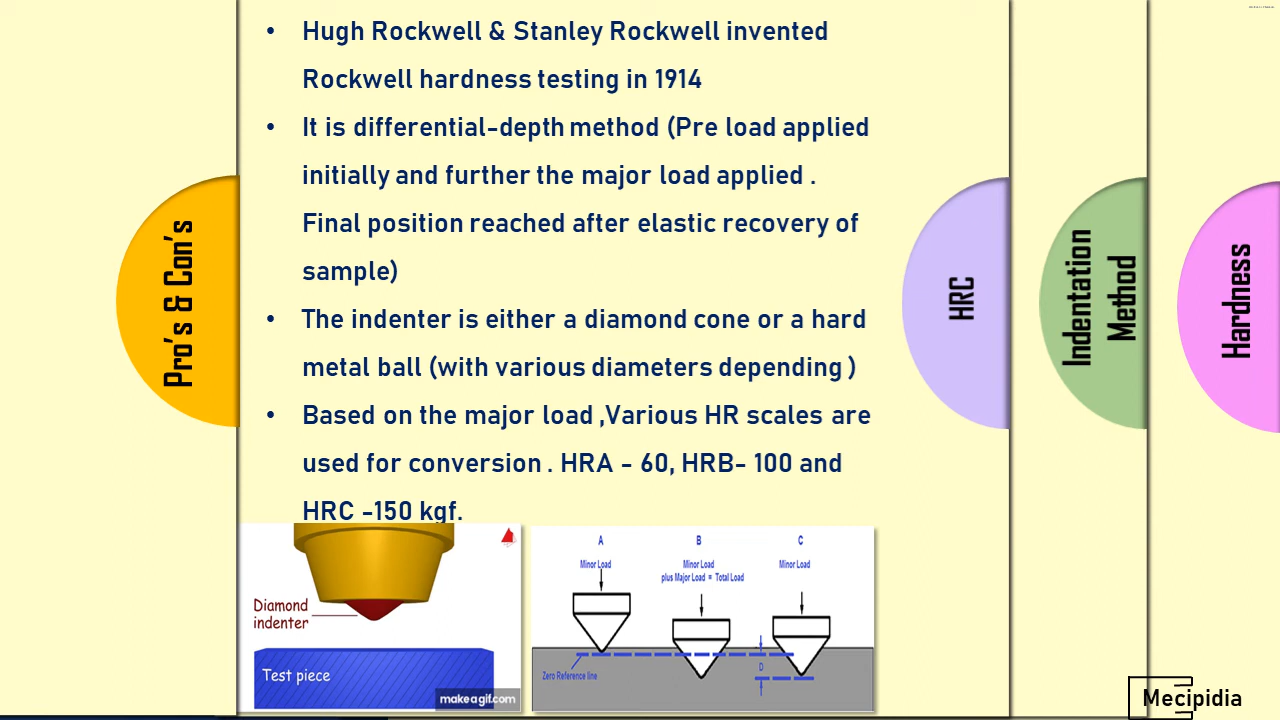 • Hugh Rockwell & Stanley Rockwell invented
Rockwell hardness testing in 1914
• It is differential-depth method (Pre load applied
initially and further the major load applied .
Final position reached after elastic recovery of
sample)
• The indenter is either a diamond cone or a hard
metal ball (with various diameters depending )
• Based on the major load ,Various HR scales are
used for conversion . HRA - 60, HRB- 100 and
HRC -150 kgf.
Pro's & Con's
HRC
Indentation
Method
Hardness
Diamond
indenter
Test piece
makeagif.com
A
Minor Load
B
Minor Load
plus Major Load = Total Load
C
Minor Load
D
Zero Reference line
Mecipidia